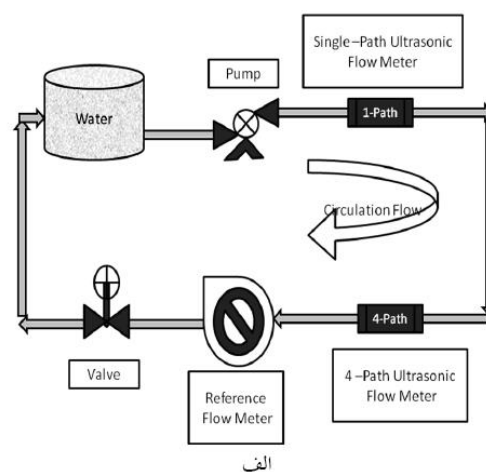 Single –Path Ultrasonic
Flow Meter
Pump
Water
1-Path
Circulation Flow
4-Path
Valve
Reference
Flow Meter
4 –Path Ultrasonic
Flow Meter
الف